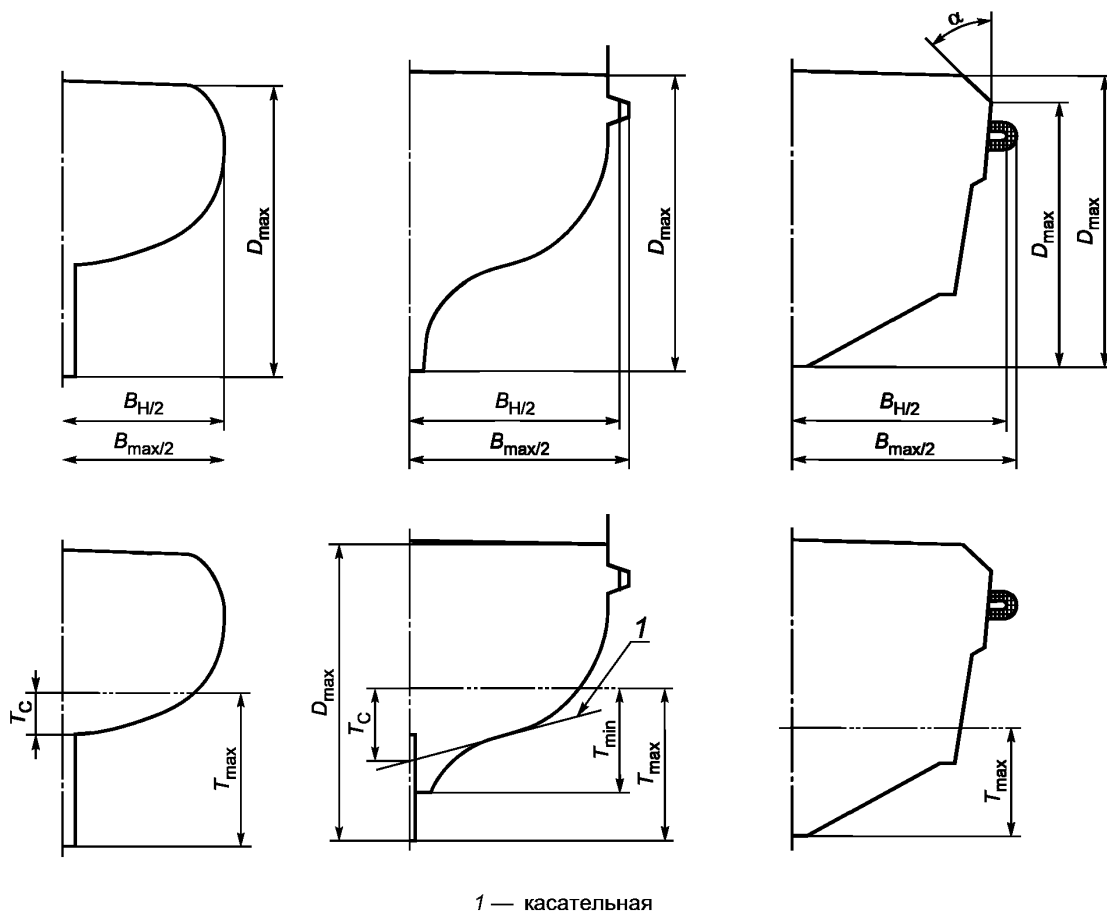 α
D_max
D_max
D_max
D_max
B_H/2
B_H/2
B_H/2
B_max/2
B_max/2
B_max/2
1
T_C
T_max
D_max
T_C
T_min
T_max
T_max
1 — касательная